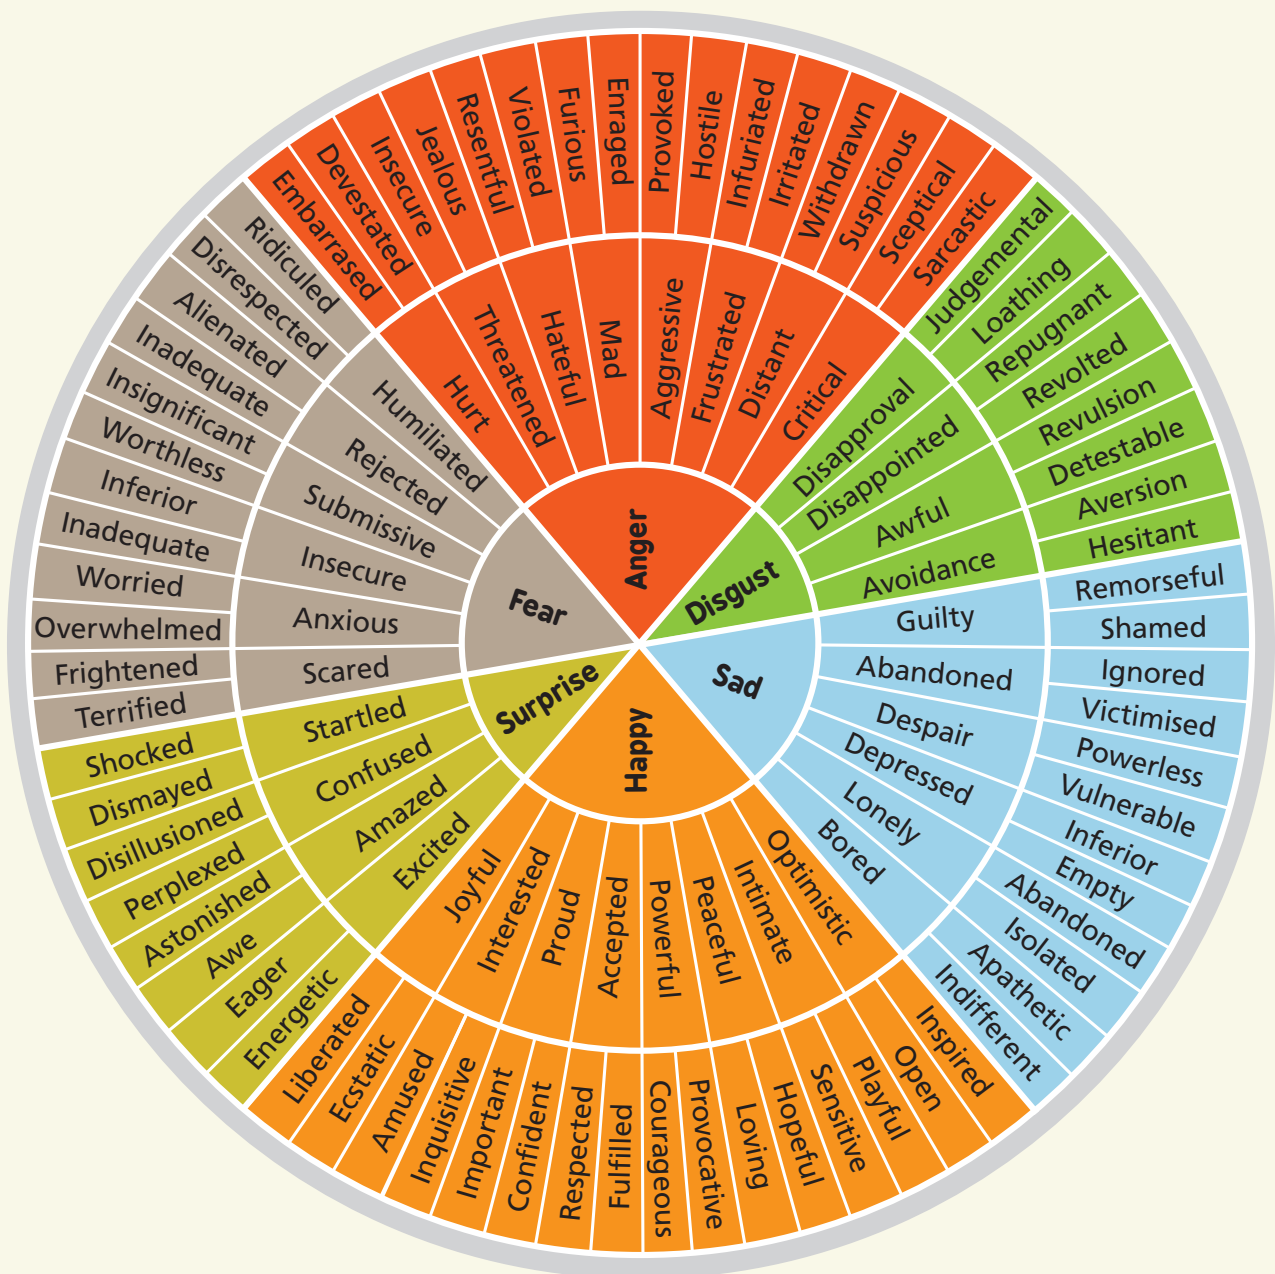 Anger
Disgust
Sad
Happy
Surprise
Fear
Hurt
Threatened
Hateful
Mad
Aggressive
Frustrated
Distant
Critical
Disapproval
Disappointed
Awful
Avoidance
Guilty
Abandoned
Despair
Depressed
Lonely
Bored
Optimistic
Intimate
Peaceful
Powerful
Accepted
Proud
Interested
Joyful
Excited
Amazed
Confused
Startled
Scared
Anxious
Insecure
Submissive
Rejected
Humiliated
Embarrased
Devestated
Insecure
Jealous
Resentful
Violated
Furious
Enraged
Provoked
Hostile
Infuriated
Irritated
Withdrawn
Suspicious
Sceptical
Sarcastic
Judgemental
Loathing
Repugnant
Revolted
Revulsion
Detestable
Aversion
Hesitant
Remorseful
Shamed
Ignored
Victimised
Powerless
Vulnerable
Inferior
Empty
Abandoned
Isolated
Apathetic
Indifferent
Inspired
Open
Playful
Sensitive
Hopeful
Loving
Provocative
Courageous
Fulfilled
Respected
Confident
Important
Inquisitive
Amused
Ecstatic
Liberated
Energetic
Eager
Awe
Astonished
Perplexed
Disillusioned
Dismayed
Shocked
Terrified
Frightened
Overwhelmed
Worried
Inadequate
Inferior
Worthless
Insignificant
Inadequate
Alienated
Disrespected
Ridiculed